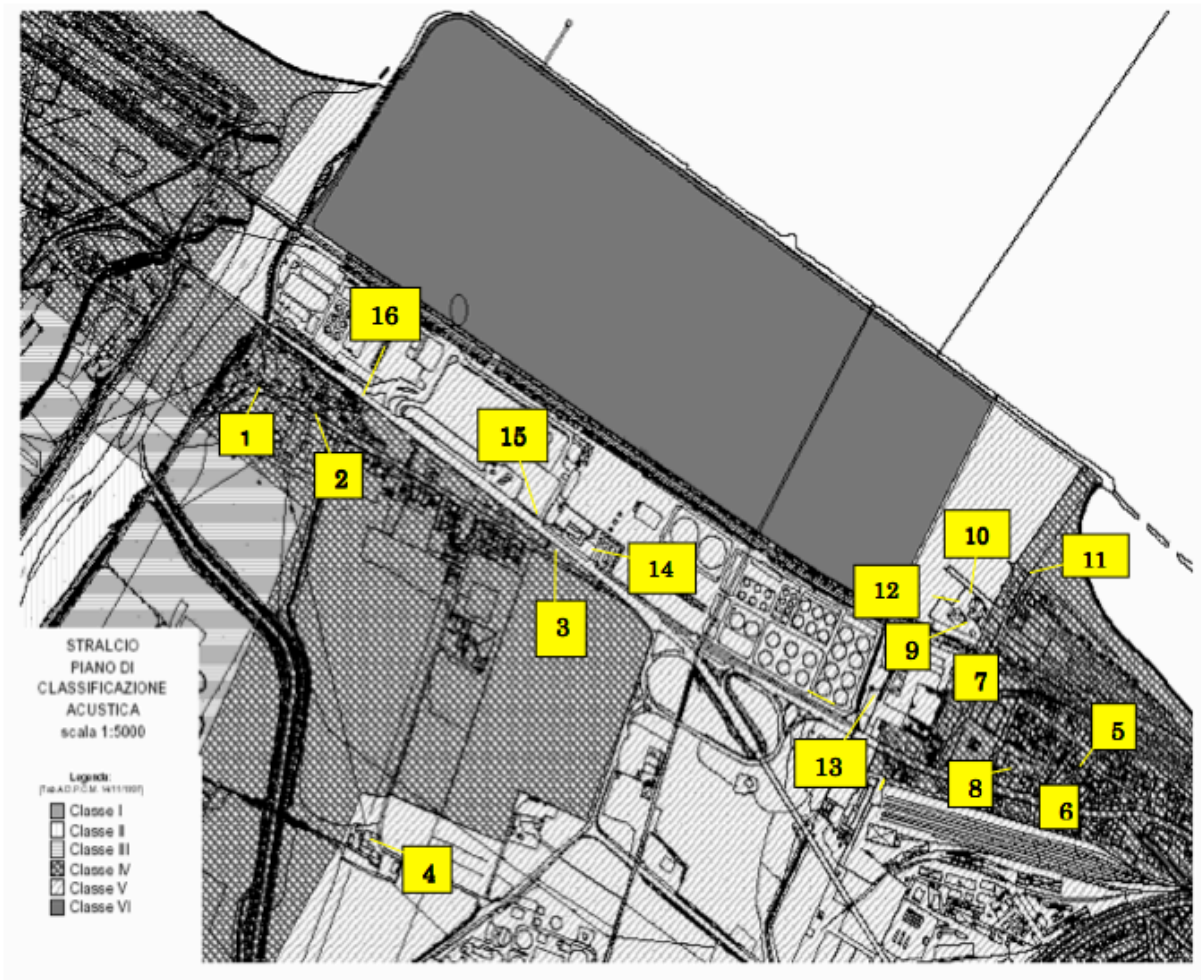 16
1
15
2
10
14
12
11
3
9
7
STRALCIO
PIANO DI
CLASSIFICAZIONE
ACUSTICA
scala 1:5000
5
13
8
6
4
Legenda:
Classe I
Classe II
Classe III
Classe IV
Classe V
Classe VI